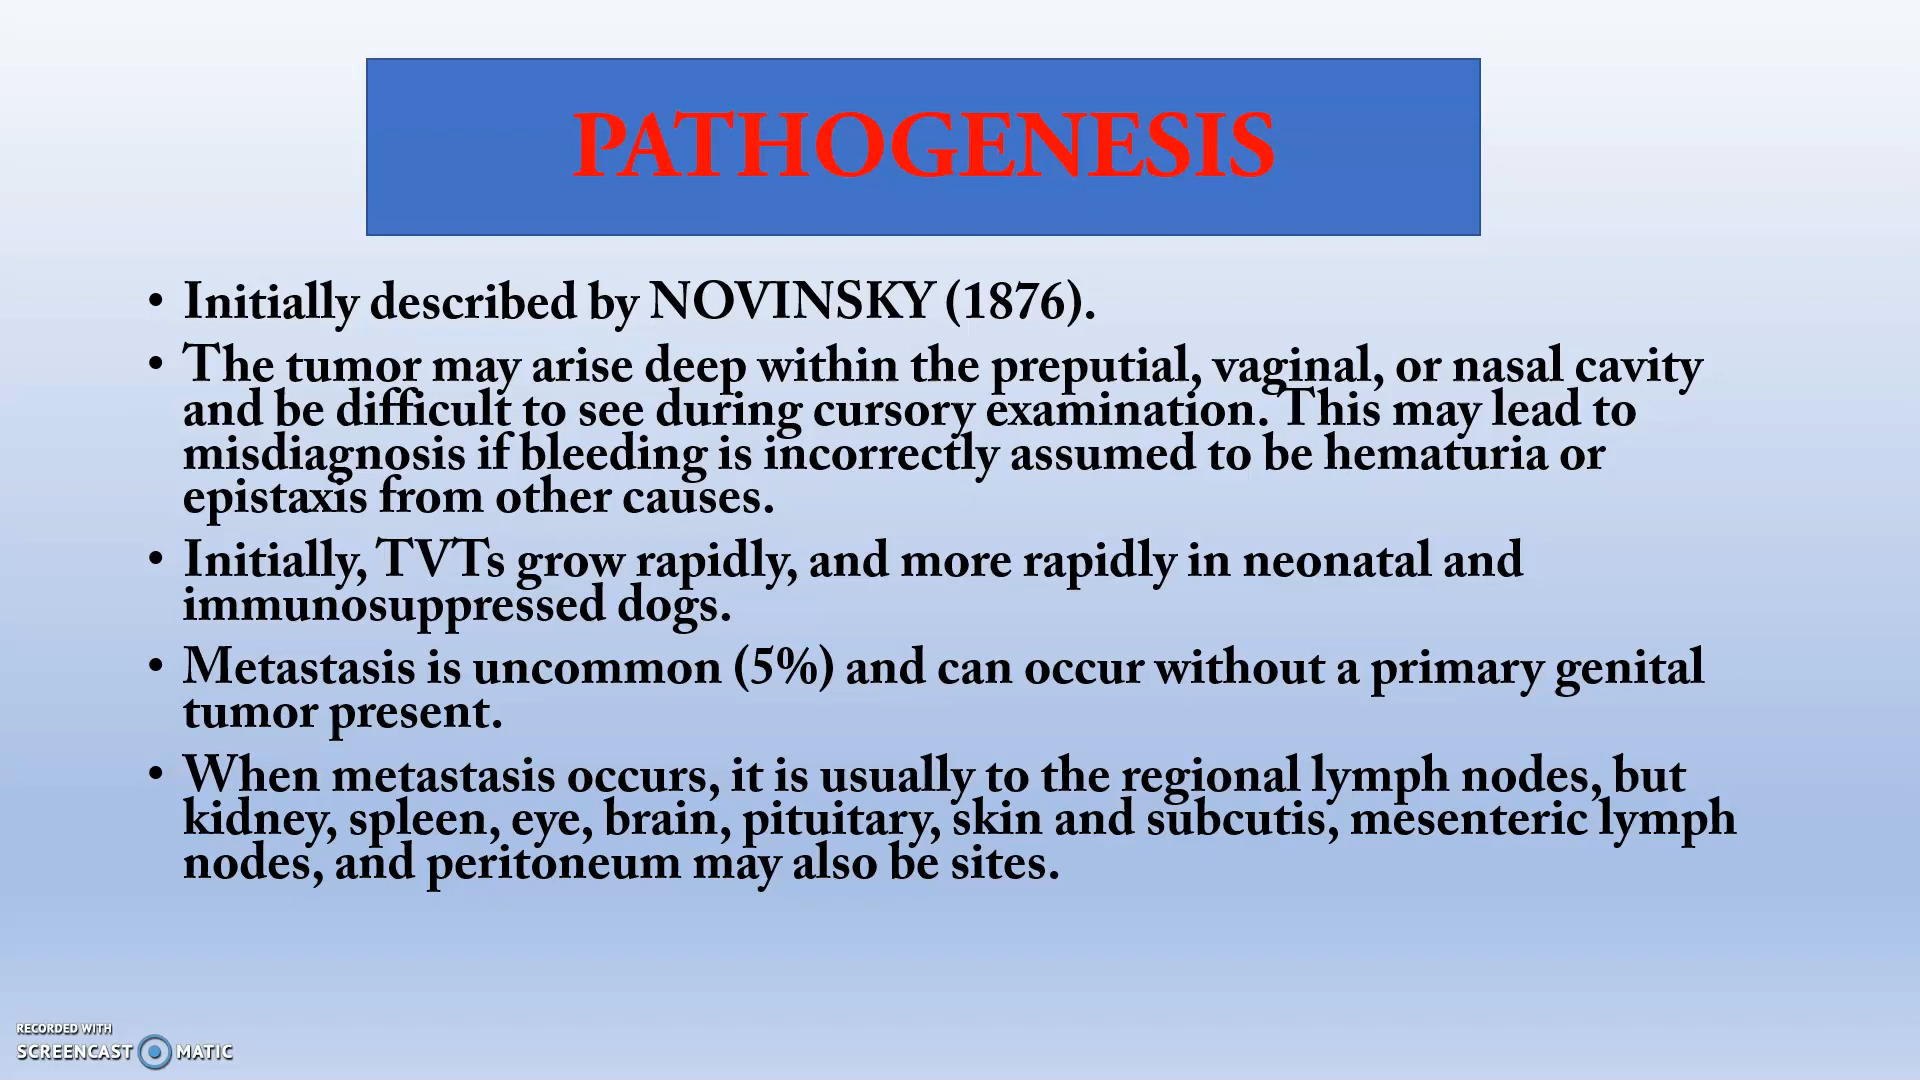 PATHOGENESIS
• Initially described by NOVINSKY (1876).
• The tumor may arise deep within the preputial, vaginal, or nasal cavity
and be difficult to see during cursory examination. This may lead to
misdiagnosis if bleeding is incorrectly assumed to be hematuria or
epistaxis from other causes.
• Initially, TVTs grow rapidly, and more rapidly in neonatal and
immunosuppressed dogs.
• Metastasis is uncommon (5%) and can occur without a primary genital
tumor present.
• When metastasis occurs, it is usually to the regional lymph nodes, but
kidney, spleen, eye, brain, pituitary, skin and subcutis, mesenteric lymph
nodes, and peritoneum may also be sites.
RECORDED WITH
SCREENCAST MATIC